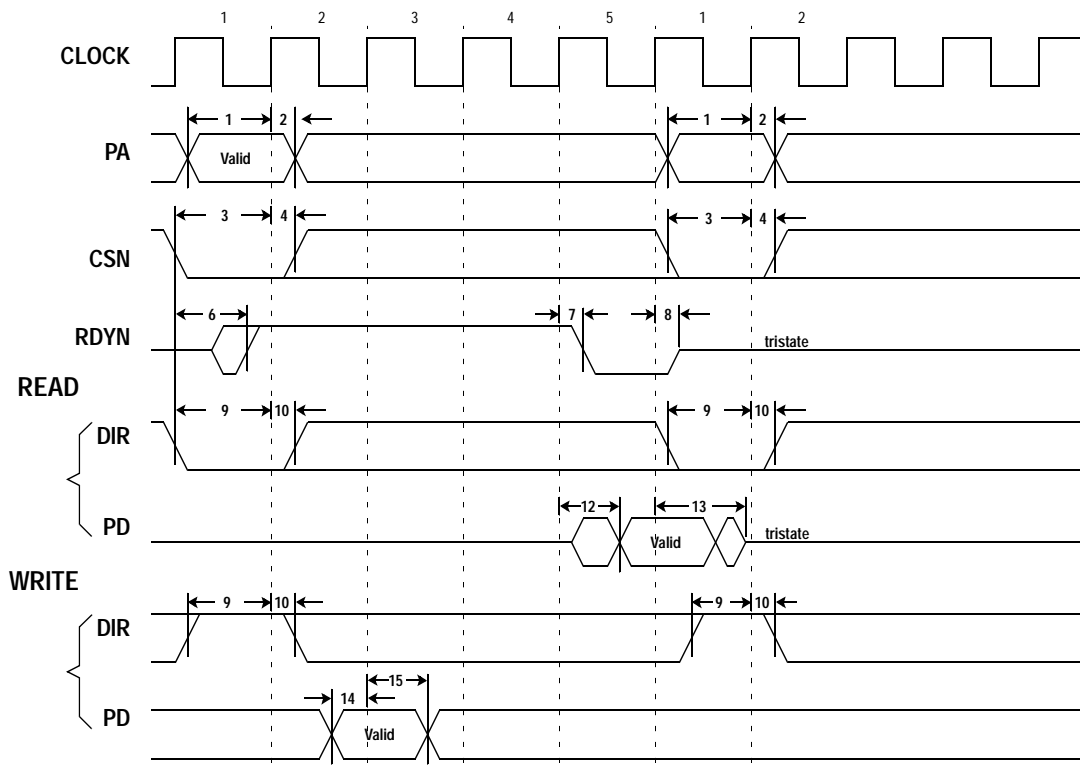 1 2 3 4 5 1 2
CLOCK
1 2 1 2
PA Valid
3 4 3 4
CSN
6 7 8
RDYN tristate
READ
9 10 9 10
DIR
12 13
PD Valid tristate
WRITE
9 10 9 10
DIR
15
14
PD Valid